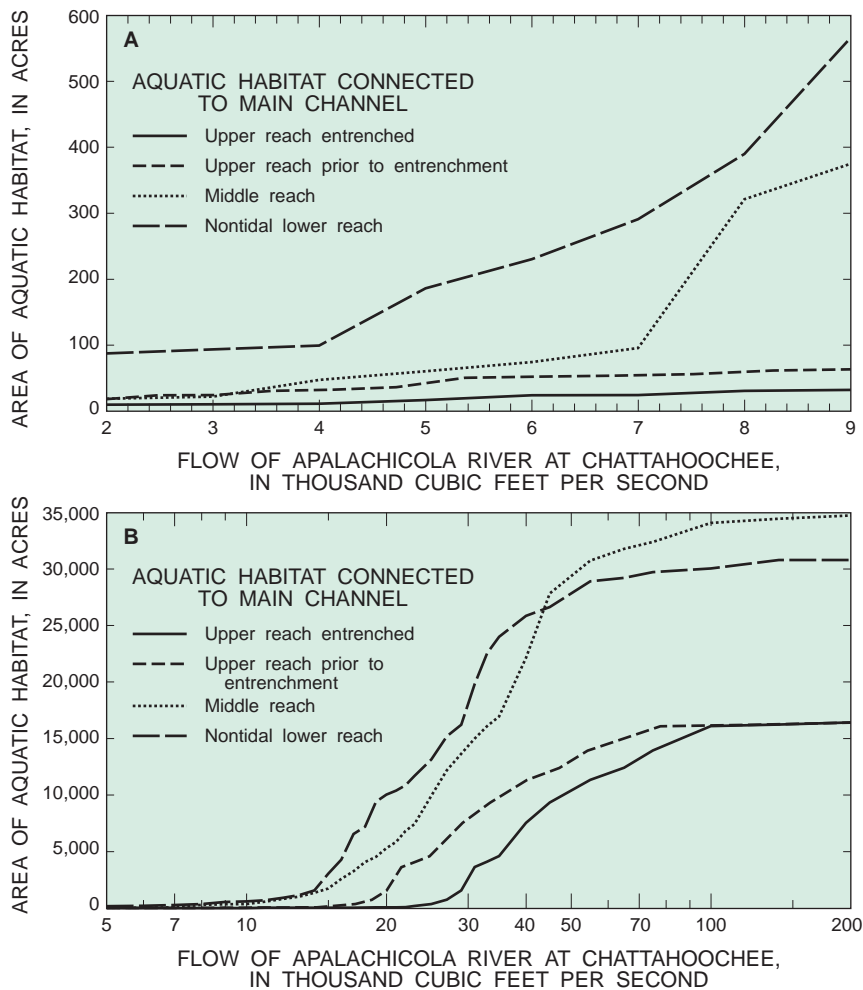 AREA OF AQUATIC HABITAT, IN ACRES
600
500
400
300
200
100
0
A
AQUATIC HABITAT CONNECTED
TO MAIN CHANNEL
Upper reach entrenched
Upper reach prior to entrenchment
Middle reach
Nontidal lower reach
2 3 4 5 6 7 8 9
FLOW OF APALACHICOLA RIVER AT CHATTAHOOCHEE,
IN THOUSAND CUBIC FEET PER SECOND
AREA OF AQUATIC HABITAT, IN ACRES
35,000
30,000
25,000
20,000
15,000
10,000
5,000
0
B
AQUATIC HABITAT CONNECTED
TO MAIN CHANNEL
Upper reach entrenched
Upper reach prior to
entrenchment
Middle reach
Nontidal lower reach
5 7 10 20 30 40 50 70 100 200
FLOW OF APALACHICOLA RIVER AT CHATTAHOOCHEE,
IN THOUSAND CUBIC FEET PER SECOND